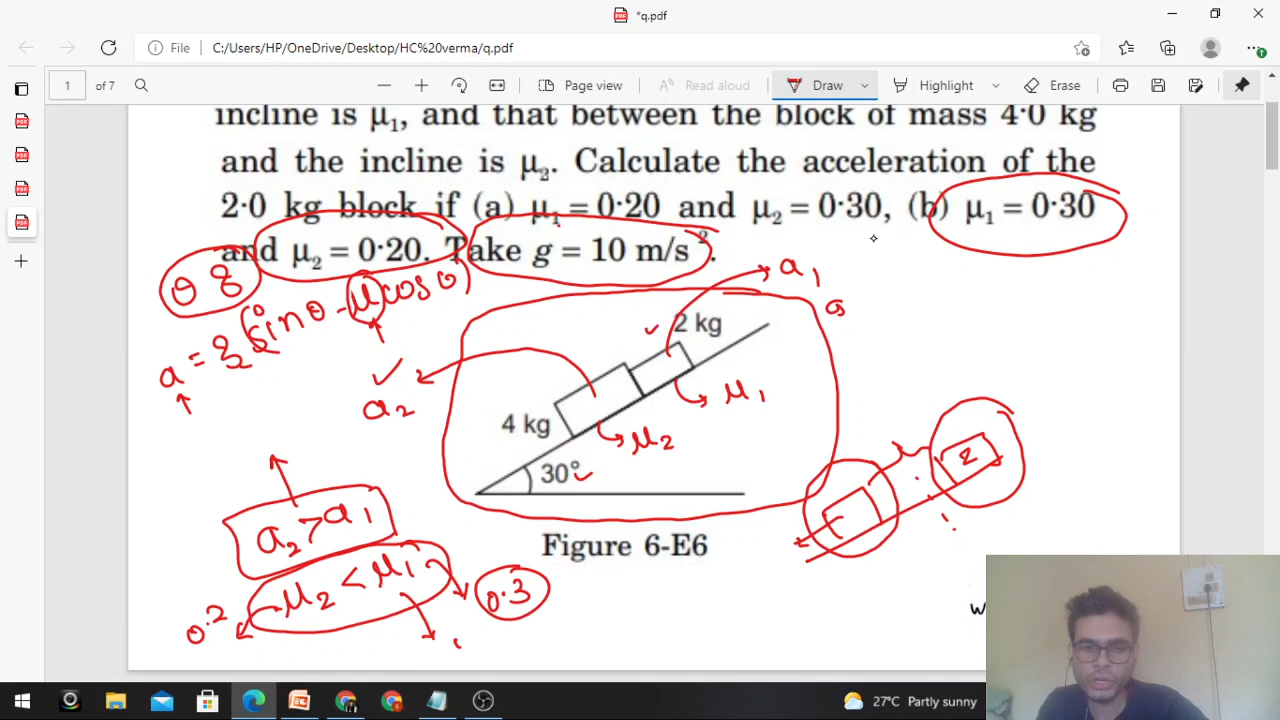 *q.pdf
File C:/Users/HP/OneDrive/Desktop/HC%20verma/q.pdf
1 of 7 Page view Read aloud Draw Highlight Erase
incline is μ₁, and that between the block of mass 4·0 kg
and the incline is μ₂. Calculate the acceleration of the
2·0 kg block if (a) μ₁ = 0·20 and μ₂ = 0·30, (b) μ₁ = 0·30
and μ₂ = 0·20. Take g = 10 m/s².
θ g
a = g sinθ - μ cosθ
a₁
2 kg
a₂
μ₁
4 kg
μ₂
30°
2
a₂ > a₁
Figure 6-E6
μ₂ < μ₁
0.3
0.2
27°C Partly sunny